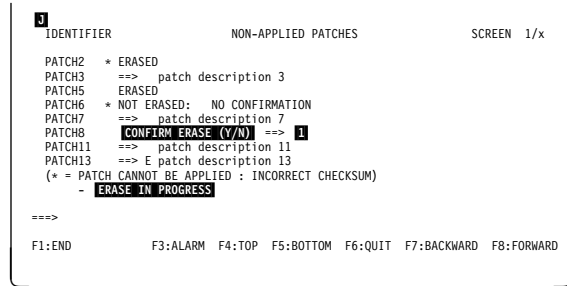 J
IDENTIFIER NON-APPLIED PATCHES SCREEN 1/x
PATCH2 * ERASED
PATCH3 ==> patch description 3
PATCH5 ERASED
PATCH6 * NOT ERASED: NO CONFIRMATION
PATCH7 ==> patch description 7
PATCH8 CONFIRM ERASE (Y/N) ==> 1
PATCH11 ==> patch description 11
PATCH13 ==> E patch description 13
(* = PATCH CANNOT BE APPLIED : INCORRECT CHECKSUM)
- ERASE IN PROGRESS
===>
F1:END F3:ALARM F4:TOP F5:BOTTOM F6:QUIT F7:BACKWARD F8:FORWARD